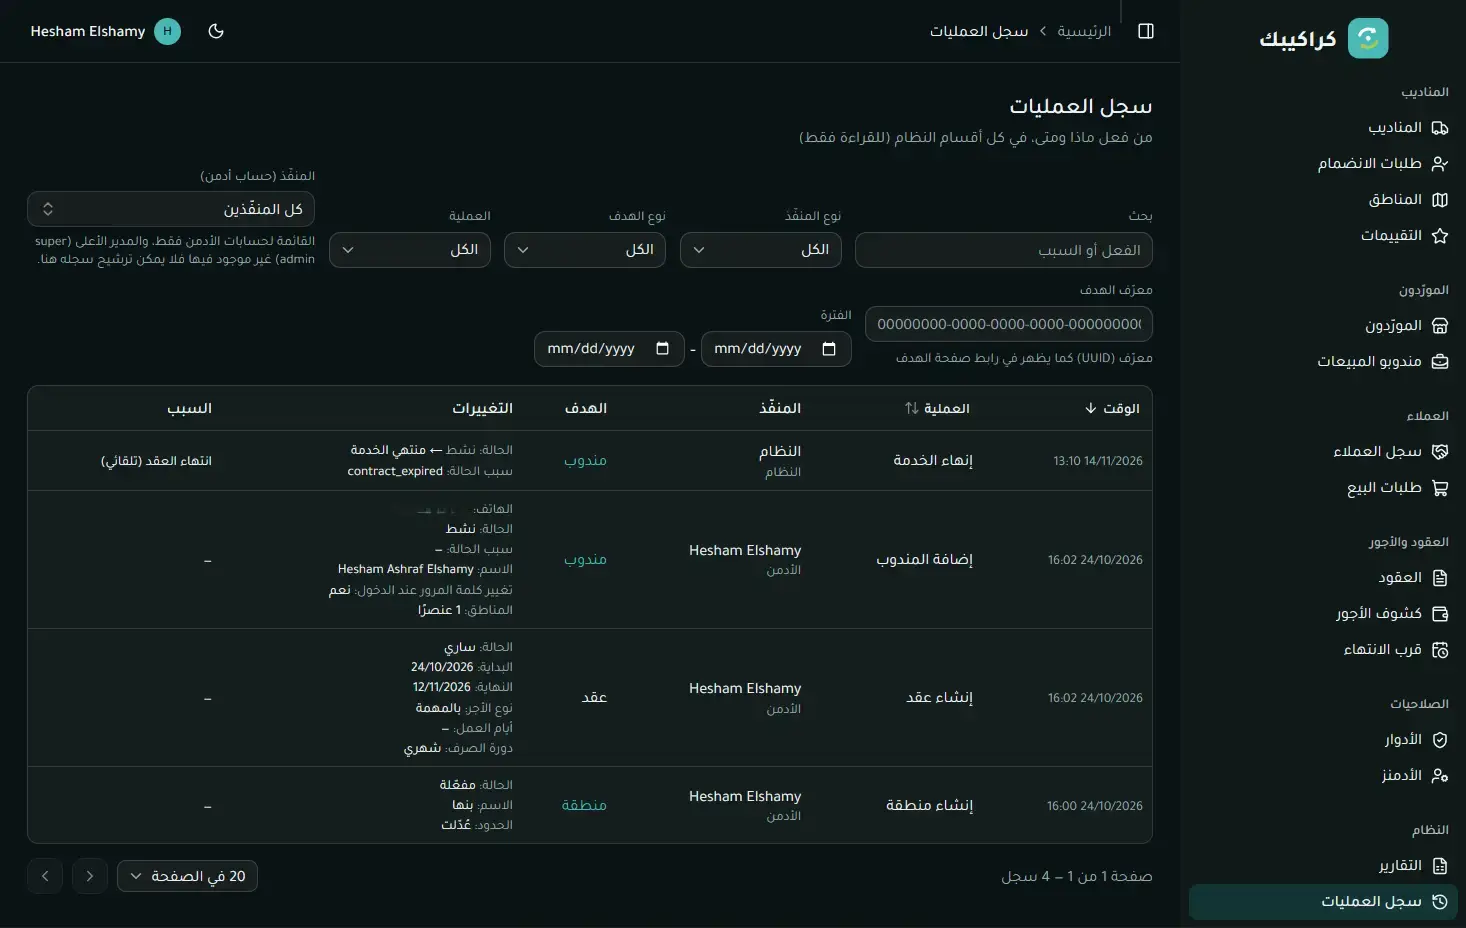 كراكيبك
المناديب
المناديب
طلبات الانضمام
المناطق
التقييمات
المورّدون
المورّدون
مندوبو المبيعات
العملاء
سجل العملاء
طلبات البيع
العقود والأجور
العقود
كشوف الأجور
قرب الانتهاء
الصلاحيات
الأدوار
الأدمنز
النظام
التقارير
سجل العمليات
الرئيسية
سجل العمليات
H
Hesham Elshamy
سجل العمليات
من فعل ماذا ومتى، في كل أقسام النظام (للقراءة فقط)
بحث
الفعل أو السبب
نوع المنفّذ
الكل
نوع الهدف
الكل
العملية
الكل
المنفّذ (حساب أدمن)
كل المنفّذين
القائمة لحسابات الأدمن فقط، والمدير الأعلى (super
admin) غير موجود فيها فلا يمكن ترشيح سجله هنا.
معرّف الهدف
00000000-0000-0000-0000-00000000
معرّف (UUID) كما يظهر في رابط صفحة الهدف
الفترة
mm/dd/yyyy
-
mm/dd/yyyy
الوقت
العملية
المنفّذ
الهدف
التغييرات
السبب
14/11/2026 13:10
إنهاء الخدمة
النظام
النظام
مندوب
الحالة: نشط ← منتهي الخدمة
سبب الحالة: contract_expired
انتهاء العقد (تلقائي)
24/10/2026 16:02
إضافة المندوب
Hesham Elshamy
الأدمن
مندوب
الهاتف:
الحالة: نشط
سبب الحالة: –
الاسم: Hesham Ashraf Elshamy
تغيير كلمة المرور عند الدخول: نعم
المناطق: 1 عنصرًا
–
24/10/2026 16:02
إنشاء عقد
Hesham Elshamy
الأدمن
عقد
الحالة: ساري
البداية: 24/10/2026
النهاية: 12/11/2026
نوع الأجر: بالمهمة
أيام العمل: –
دورة الصرف: شهري
–
24/10/2026 16:00
إنشاء منطقة
Hesham Elshamy
الأدمن
منطقة
الحالة: مفعّلة
الاسم: بنها
الحدود: عُدّلت
–
صفحة 1 من 1 – 4 سجل
20 في الصفحة